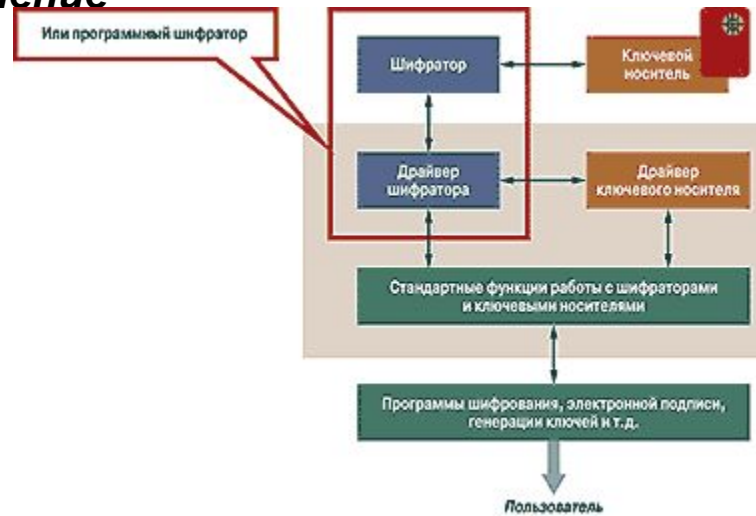 Или программный шифратор
Шифратор
Ключевой
носитель
Драйвер
шифратора
Драйвер
ключевого носителя
Стандартные функции работы с шифраторами
и ключевыми носителями
Программы шифрования, электронной подписи,
генерации ключей и т.д.
Пользователь